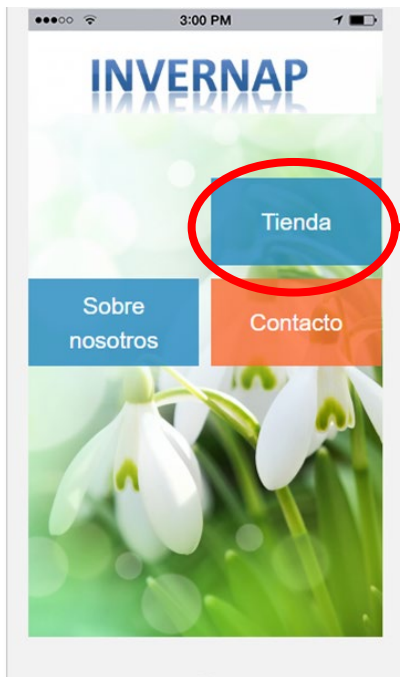 3:00 PM
INVERNAP
Tienda
Sobre
nosotros
Contacto